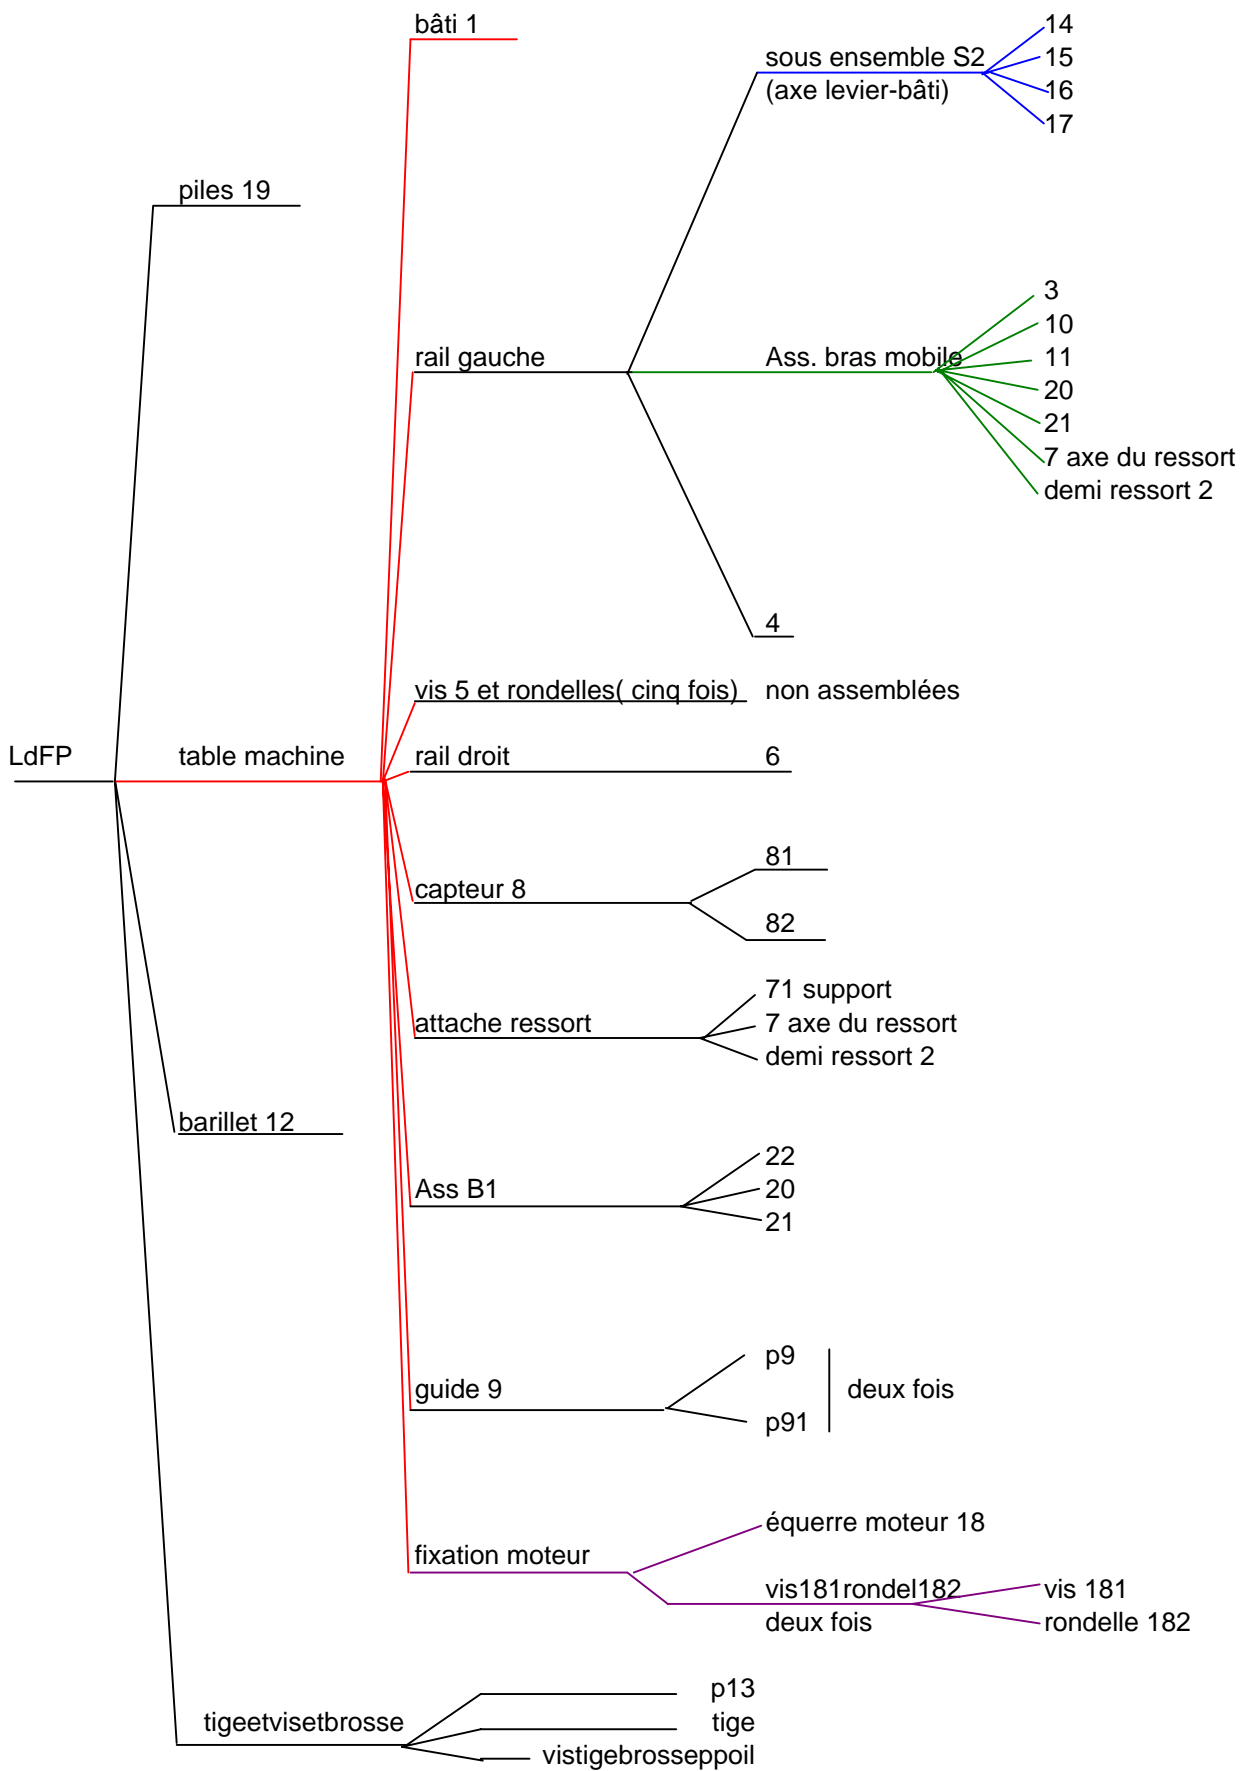 bâti 1
14
sous ensemble S2
15
(axe levier-bâti)
16
17
piles 19
3
10
rail gauche
Ass. bras mobile
11
20
21
7 axe du ressort
demi ressort 2
4
vis 5 et rondelles( cinq fois)
non assemblées
LdFP
table machine
rail droit
6
81
capteur 8
82
71 support
attache ressort
7 axe du ressort
demi ressort 2
barillet 12
22
Ass B1
20
21
p9
guide 9
deux fois
p91
équerre moteur 18
fixation moteur
vis181rondel182
vis 181
deux fois
rondelle 182
p13
tigeetvisetbrosse
tige
vistigebrosseppoil